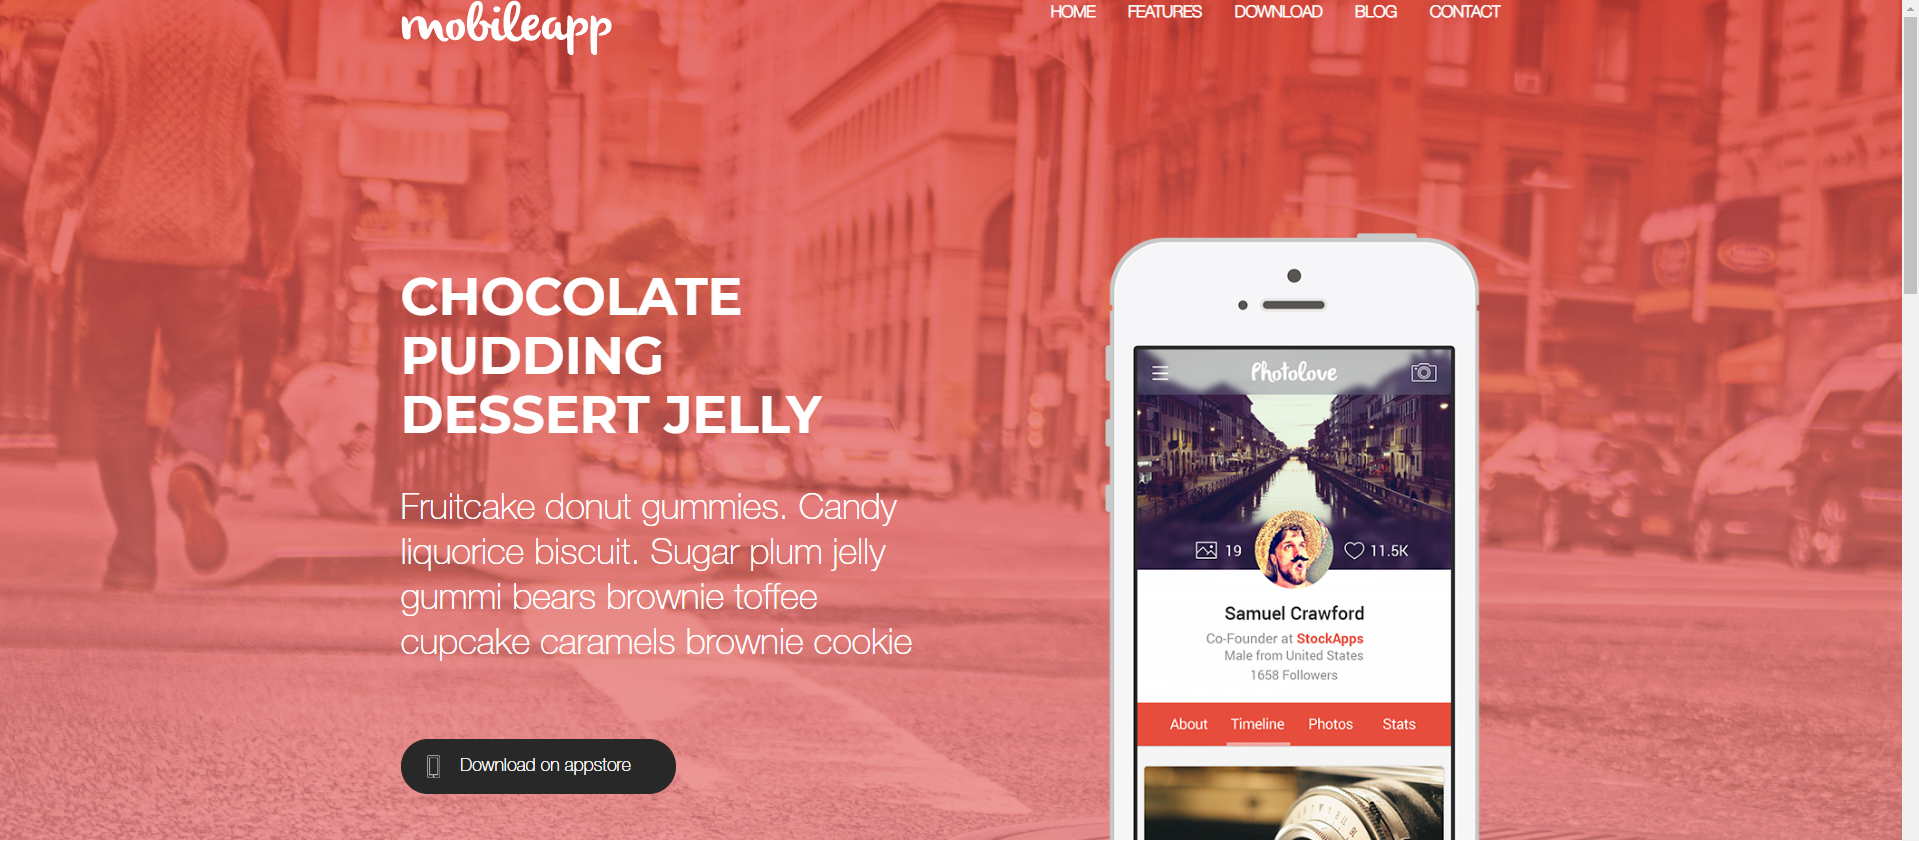 mobileapp
HOME FEATURES DOWNLOAD BLOG CONTACT
CHOCOLATE
PUDDING
DESSERT JELLY
Fruitcake donut gummies. Candy
liquorice biscuit. Sugar plum jelly
gummi bears brownie toffee
cupcake caramels brownie cookie
Download on appstore
Photolove
19 11.5K
Samuel Crawford
Co-Founder at StockApps
Male from United States
1658 Followers
About Timeline Photos Stats